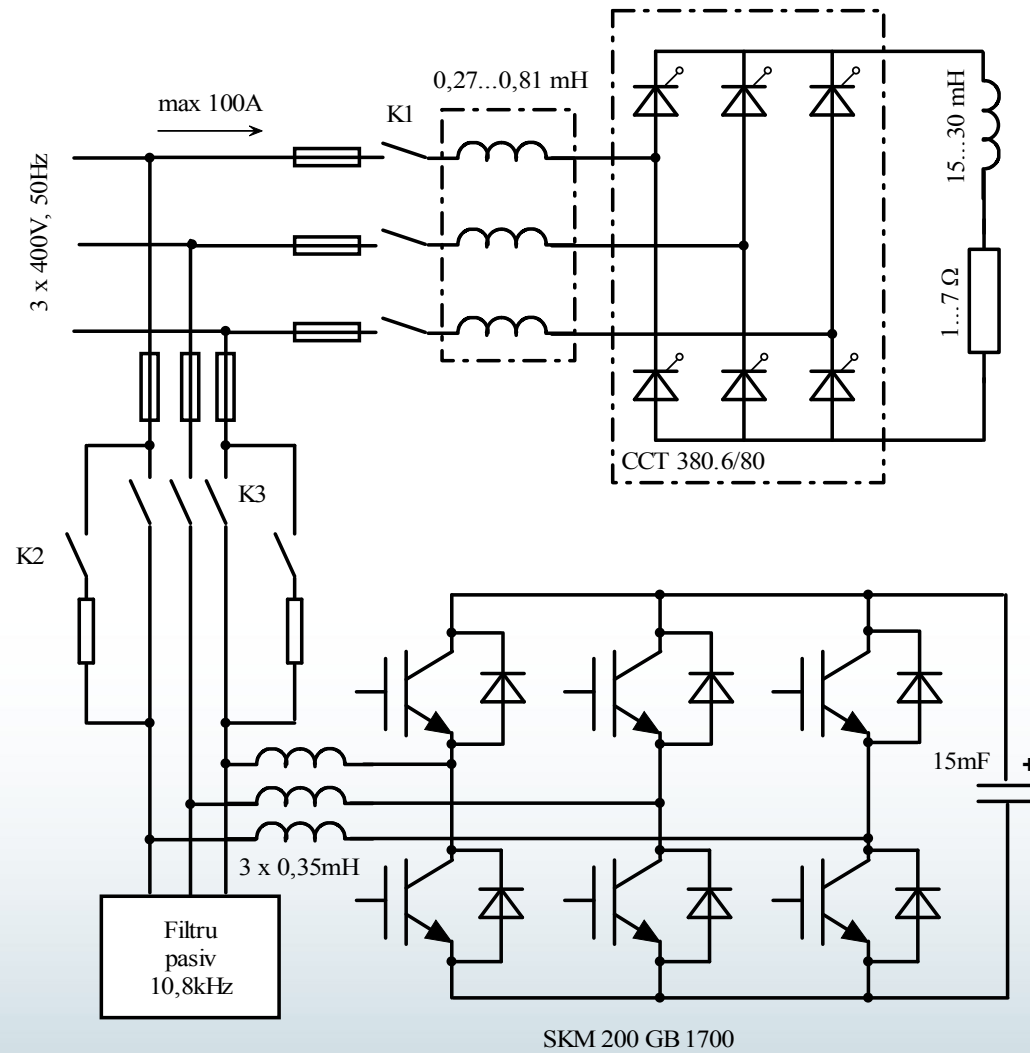 max 100A
K1
0,27...0,81 mH
3 x 400V, 50Hz
15...30 mH
1...7 Ω
CCT 380.6/80
K3
K2
15mF
+
3 x 0,35mH
Filtru
pasiv
10,8kHz
SKM 200 GB 1700